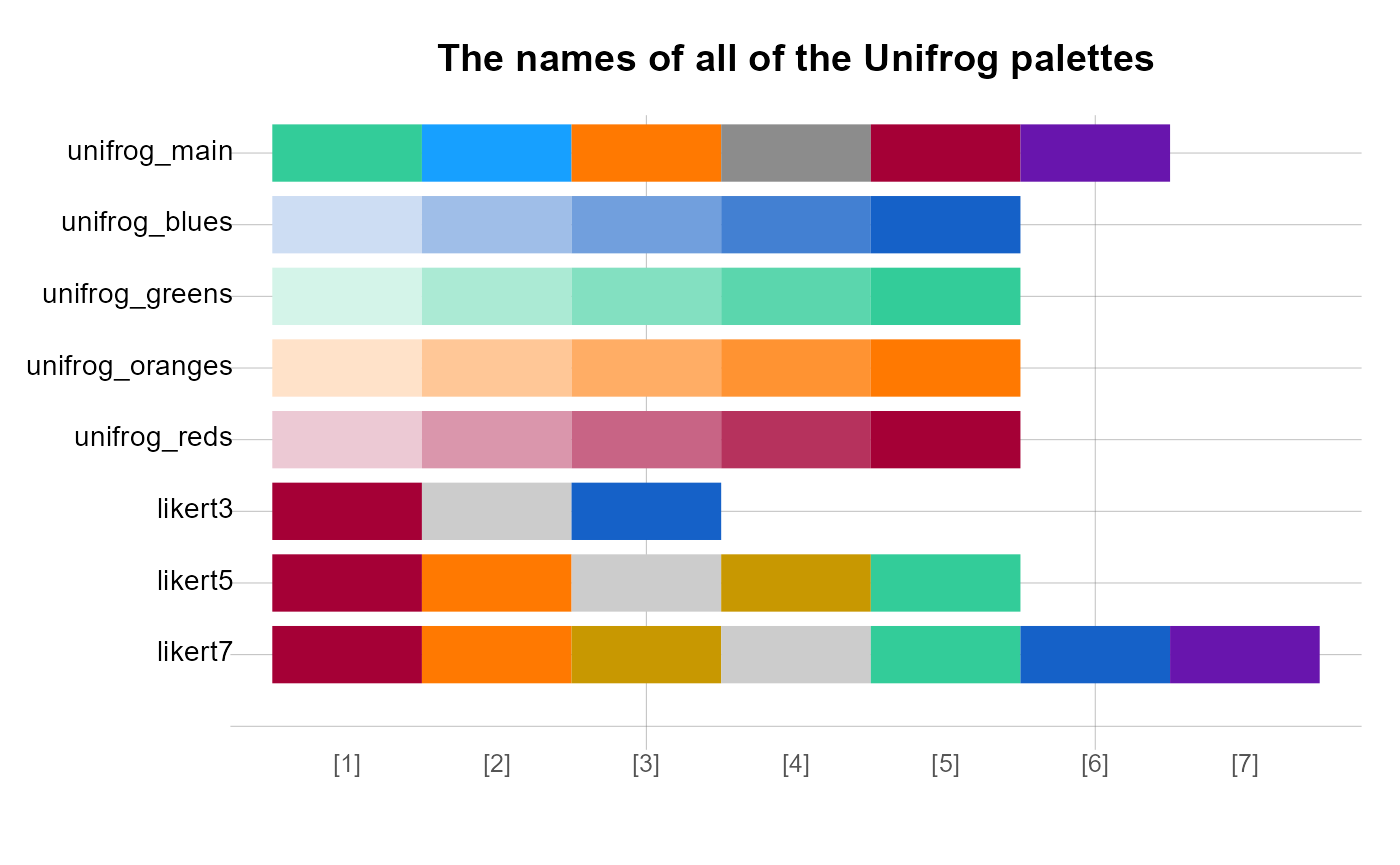 The names of all of the Unifrog palettes
unifrog_main
unifrog_blues
unifrog_greens
unifrog_oranges
unifrog_reds
likert3
likert5
likert7
[1] [2] [3] [4] [5] [6] [7]